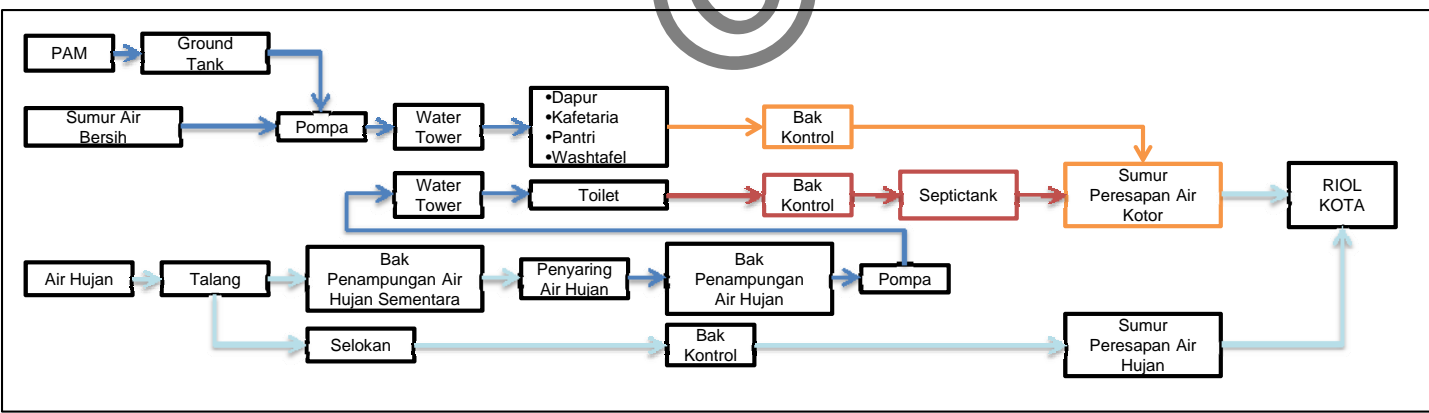 PAM
Ground
Tank
Sumur Air
Bersih
Pompa
Water
Tower
•Dapur
•Kafetaria
•Pantri
•Washtafel
Bak
Kontrol
Water
Tower
Toilet
Bak
Kontrol
Septictank
Sumur
Peresapan Air
Kotor
RIOL
KOTA
Air Hujan
Talang
Bak
Penampungan Air
Hujan Sementara
Penyaring
Air Hujan
Bak
Penampungan
Air Hujan
Pompa
Selokan
Bak
Kontrol
Sumur
Peresapan Air
Hujan